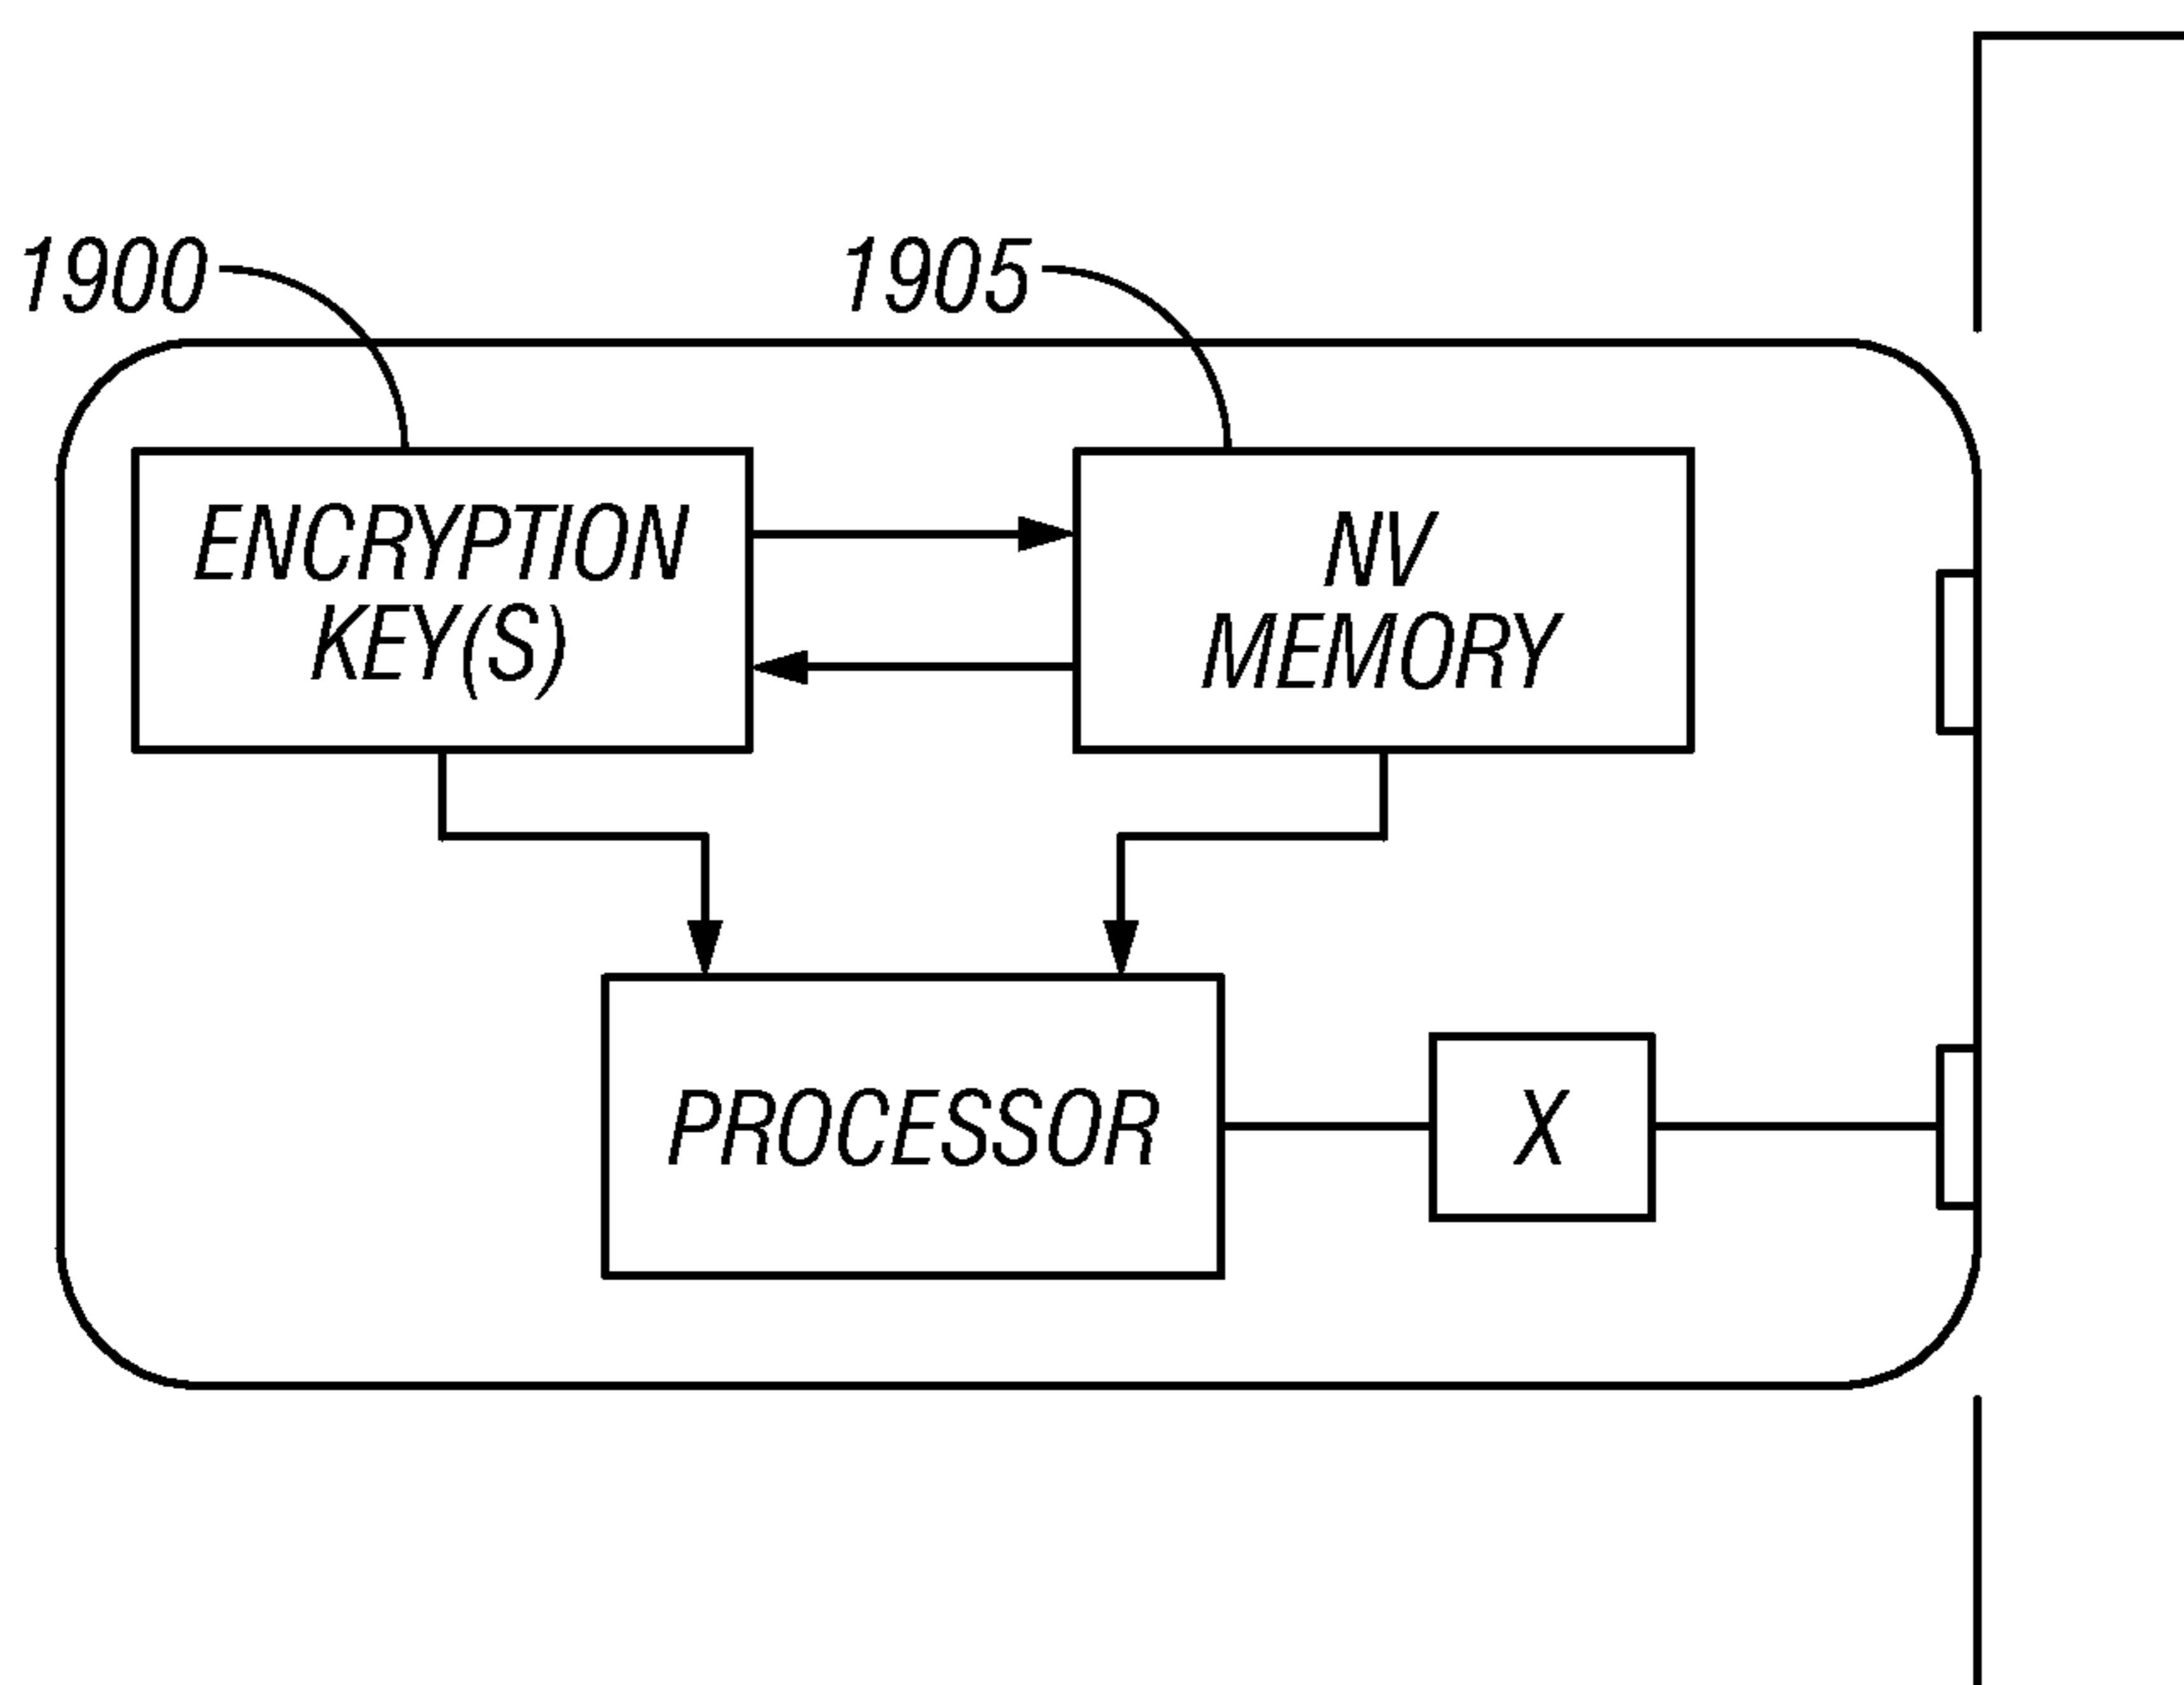 1900
1905
ENCRYPTION
KEY(S)
NV
MEMORY
PROCESSOR
X